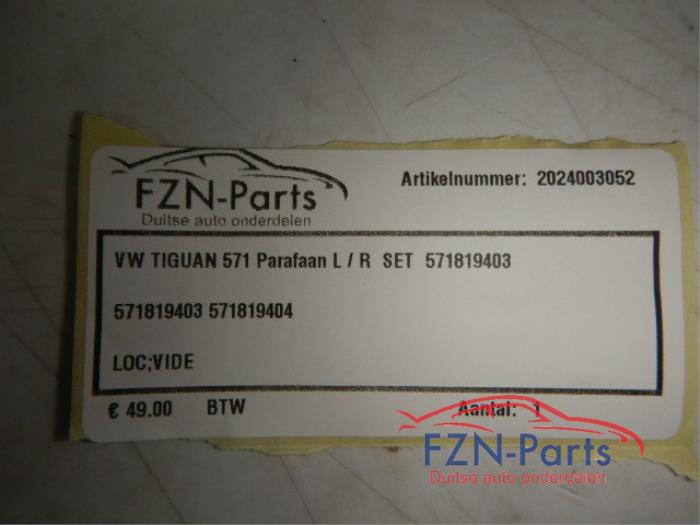 FZN-Parts
Duitse auto onderdelen
Artikelnummer: 2024003052
VW TIGUAN 571 Parafaan L / R SET 571819403
571819403 571819404
LOC;VIDE
€ 49.00 BTW Aantal: 1
FZN-Parts
Duitse auto onderdelen